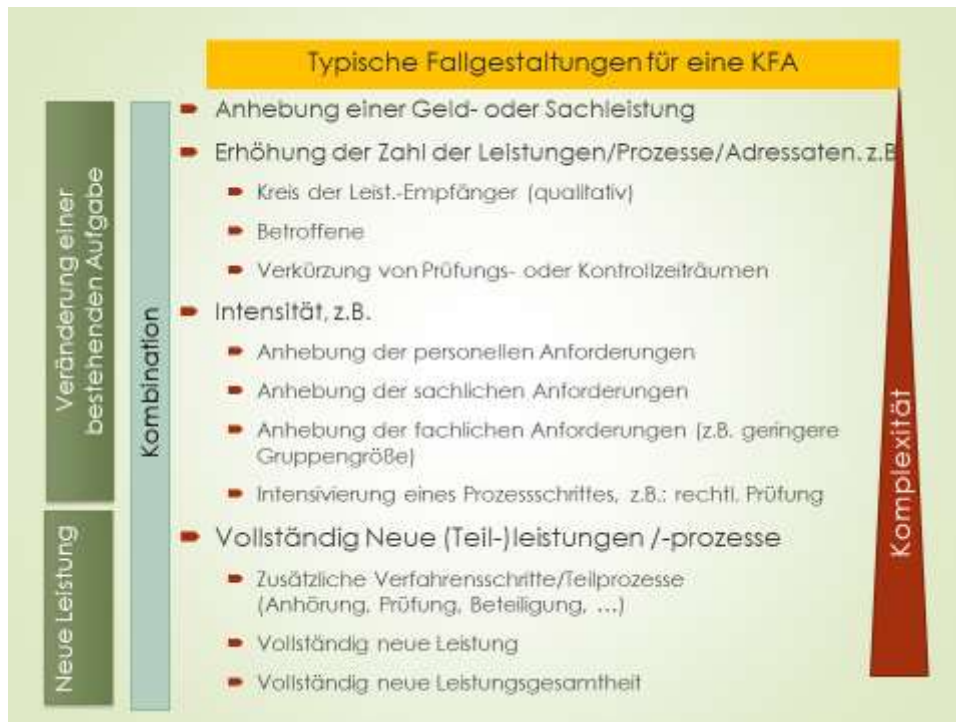 Typische Fallgestaltungen für eine KFA
Veränderung einer
bestehenden Aufgabe
Neue Leistung
Kombination
Anhebung einer Geld- oder Sachleistung
Erhöhung der Zahl der Leistungen/Prozesse/Adressaten. z.B
Kreis der Leist.-Empfänger (qualitativ)
Betroffene
Verkürzung von Prüfungs- oder Kontrollzeiträumen
Intensität, z.B.
Anhebung der personellen Anforderungen
Anhebung der sachlichen Anforderungen
Anhebung der fachlichen Anforderungen (z.B. geringere
Gruppengröße)
Intensivierung eines Prozessschrittes, z.B.: rechtl. Prüfung
Vollständig Neue (Teil-)leistungen /-prozesse
Zusätzliche Verfahrensschritte/Teilprozesse
(Anhörung, Prüfung, Beteiligung, …)
Vollständig neue Leistung
Vollständig neue Leistungsgesamtheit
Komplexität